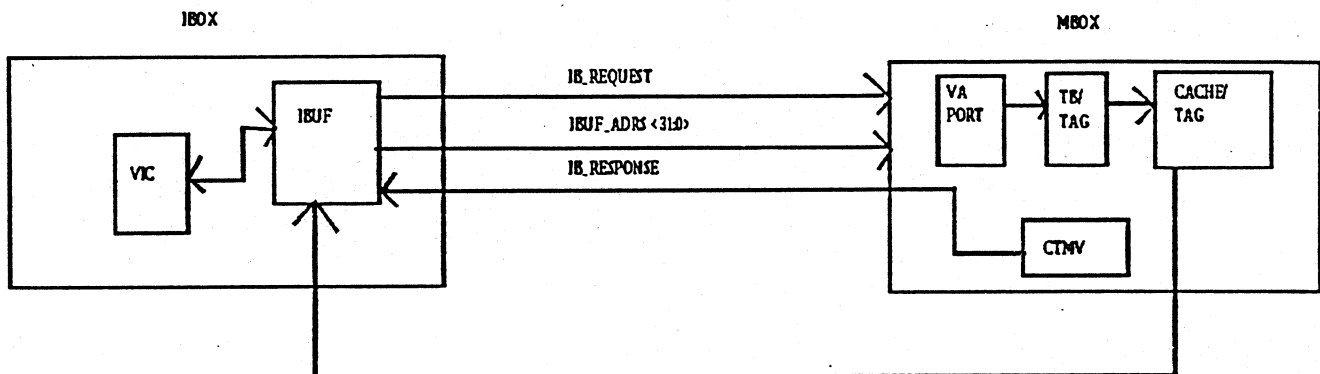 IBOX
MBOX
IB_REQUEST
IBUF
VA
PORT
TB/
TAG
CACHE/
TAG
IBUF_ADRS <31:0>
VIC
IB_RESPONSE
CTMV